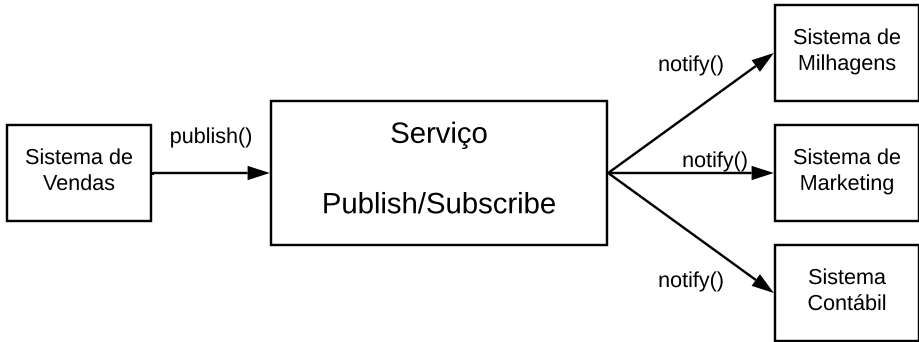 Sistema de
Vendas
publish()
Serviço
Publish/Subscribe
notify()
notify()
notify()
Sistema de
Milhagens
Sistema de
Marketing
Sistema
Contábil